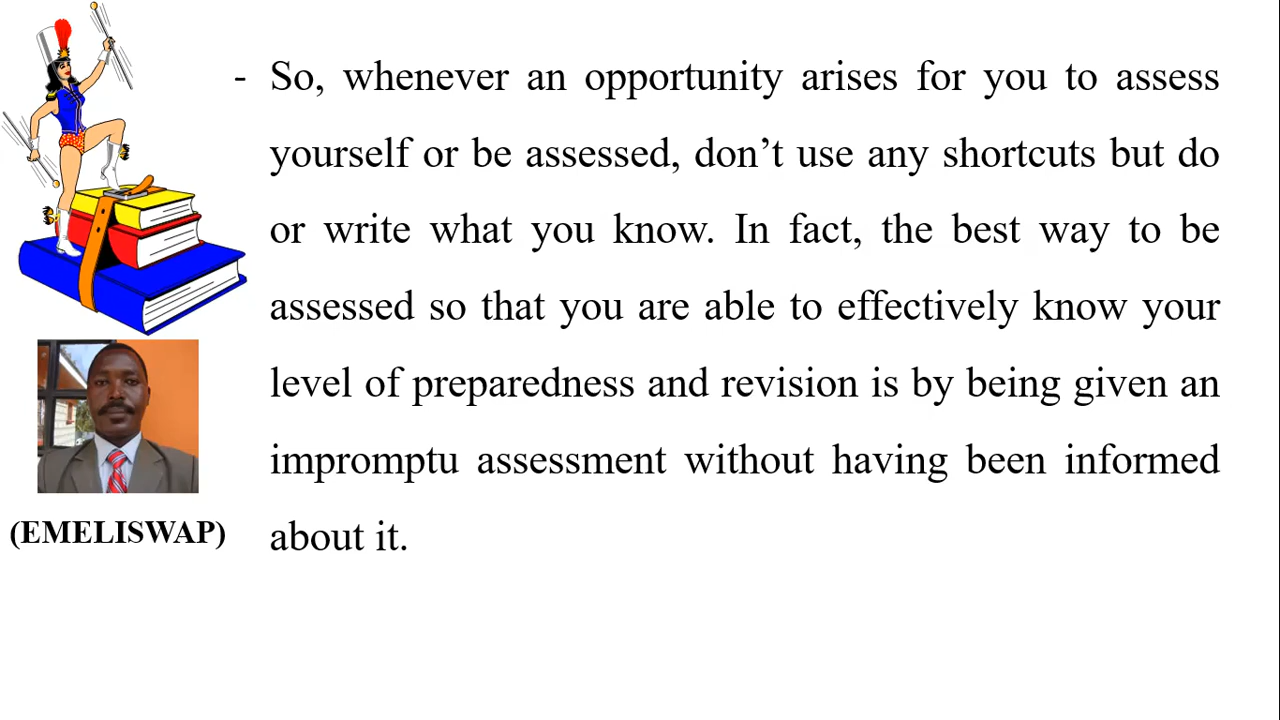 - So, whenever an opportunity arises for you to assess
yourself or be assessed, don’t use any shortcuts but do
or write what you know. In fact, the best way to be
assessed so that you are able to effectively know your
level of preparedness and revision is by being given an
impromptu assessment without having been informed
about it.
(EMELISWAP)